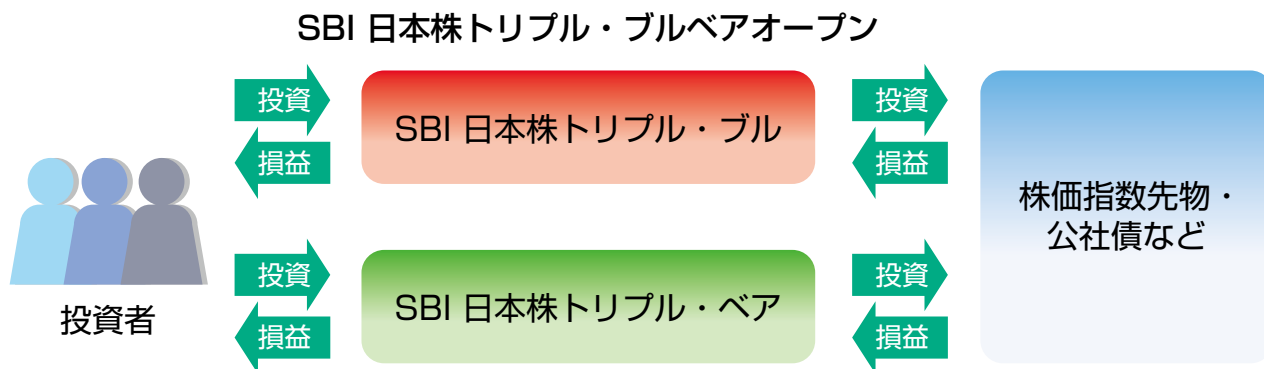 SBI 日本株トリプル・ブルベアオープン
投資
SBI 日本株トリプル・ブル
投資
損益
損益
株価指数先物・
公社債など
投資
SBI 日本株トリプル・ベア
投資
損益
損益
投資者